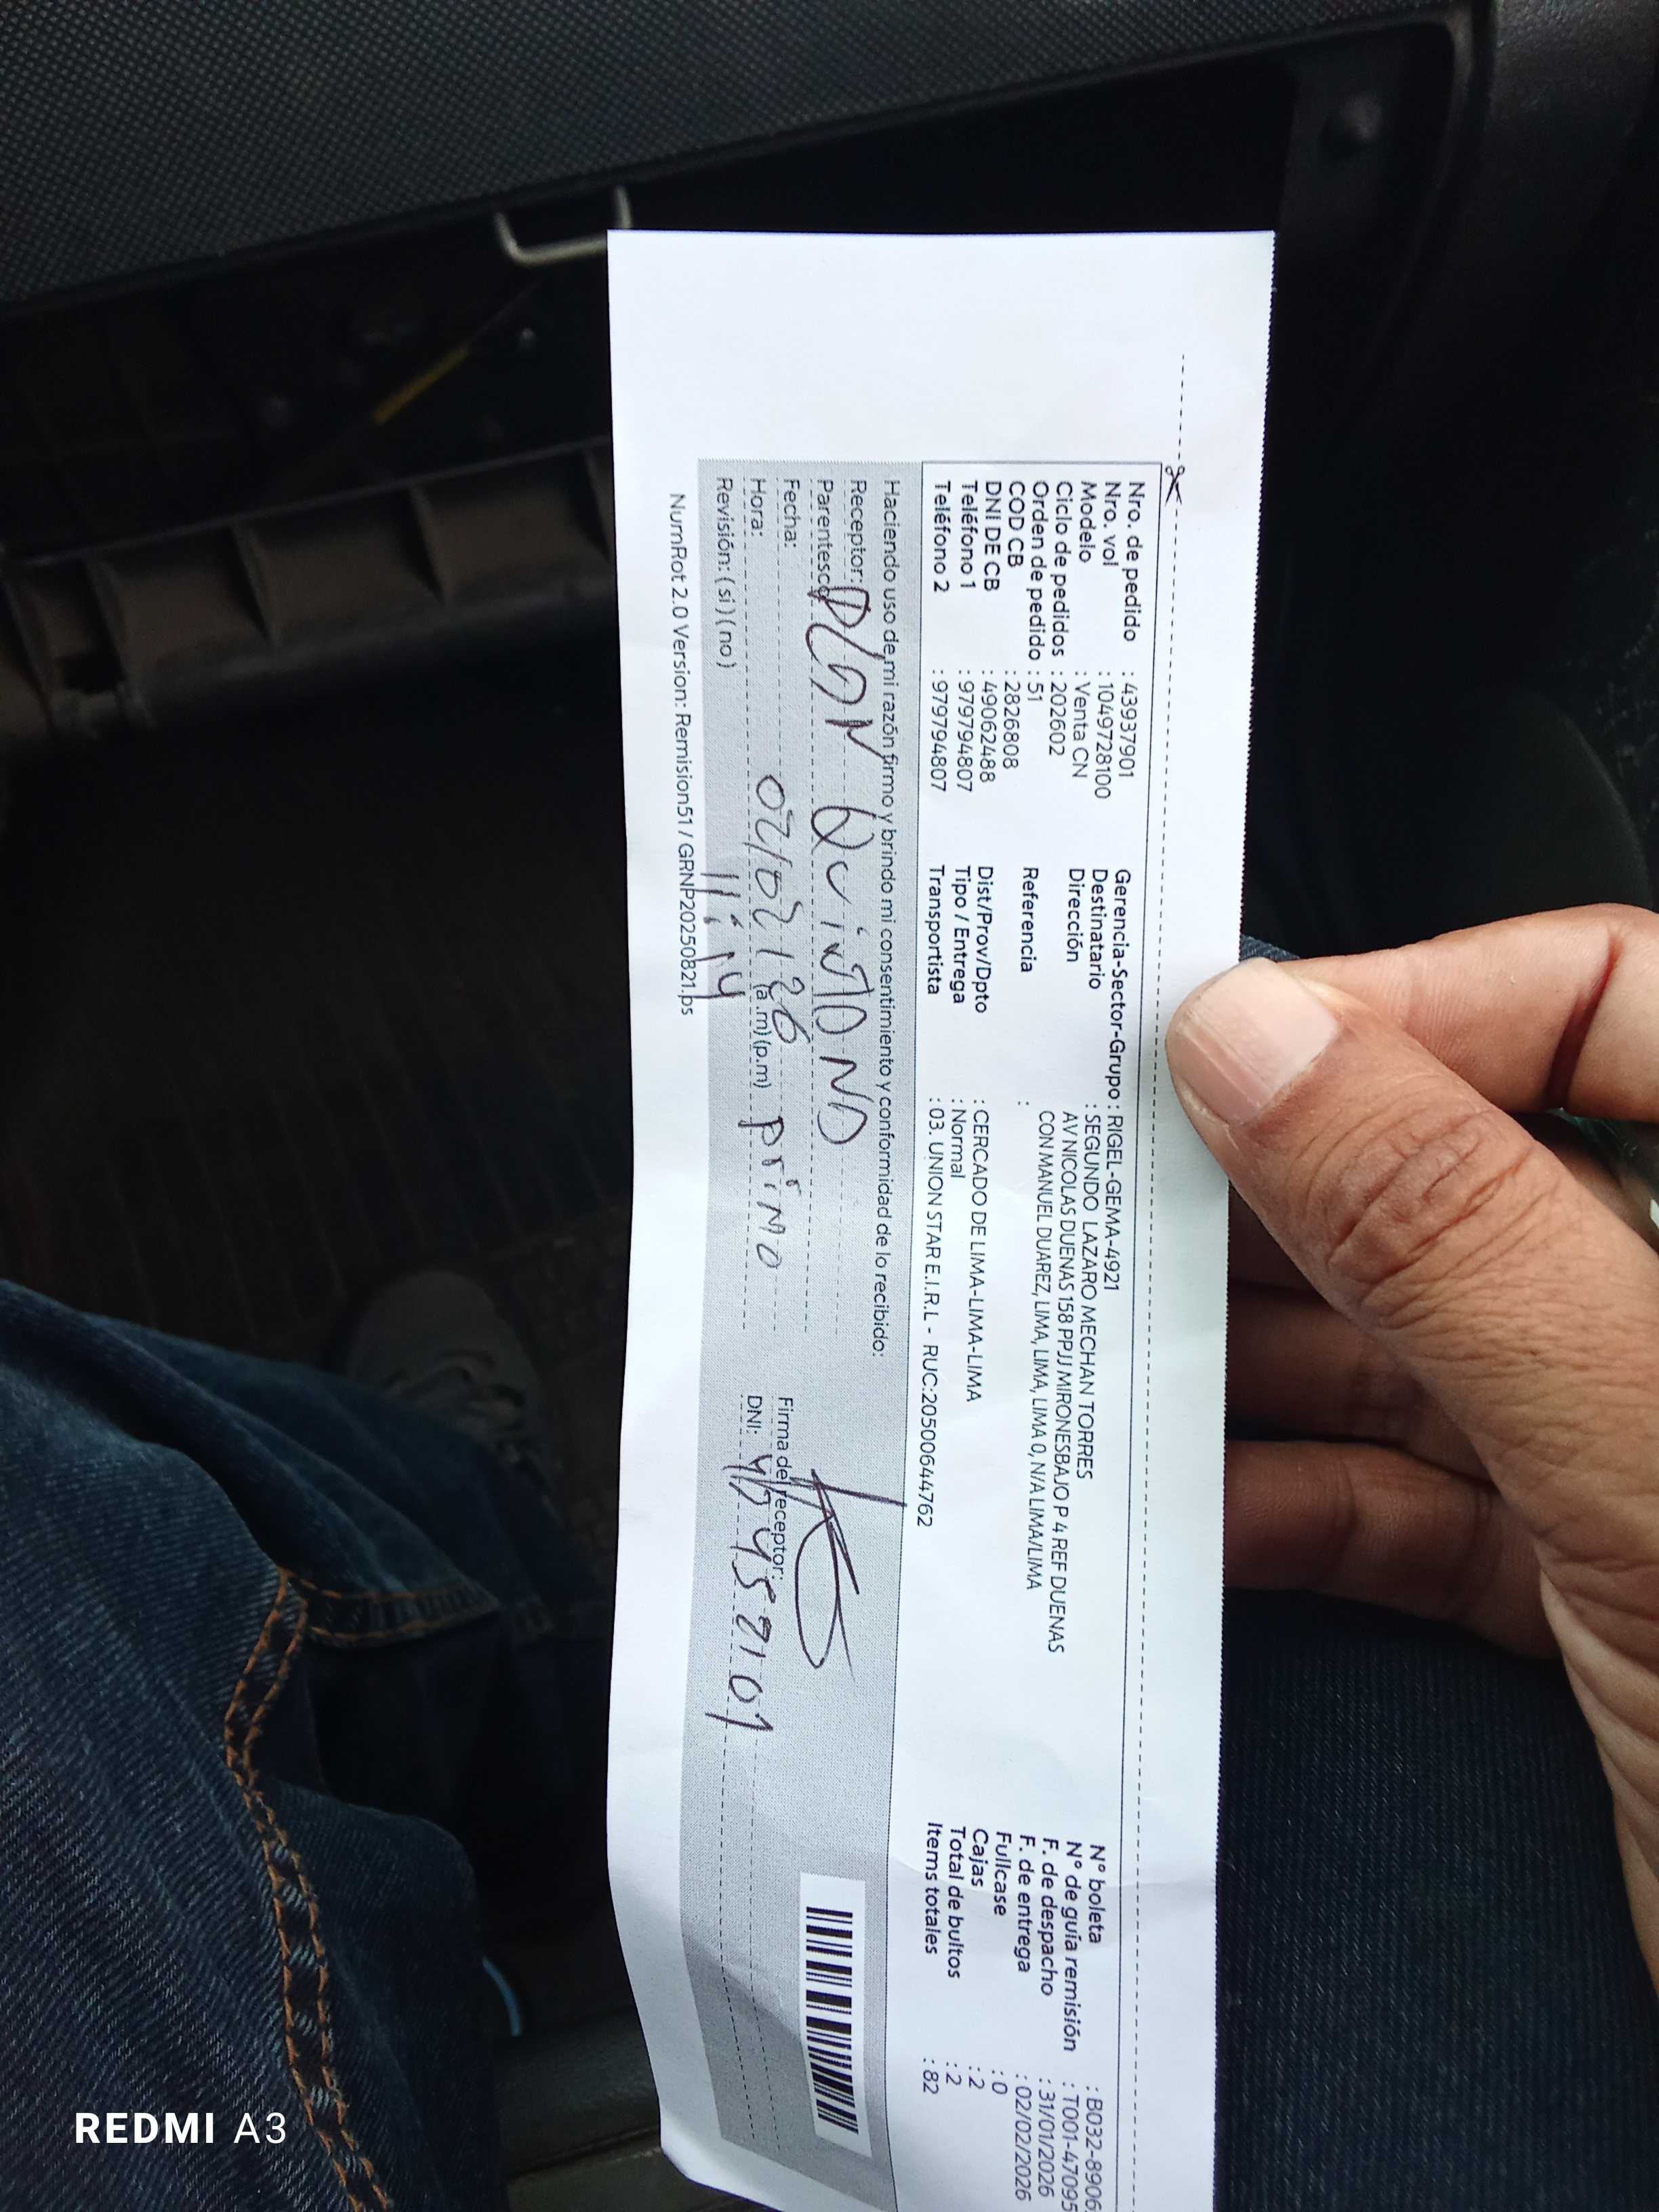 Nro. de pedido : 43937901
Nro. vol : 1049728100
Modelo : Venta CN
Ciclo de pedidos : 202602
Orden de pedido : 51
COD CB : 2826808
DNI DE CB : 49062488
Teléfono 1 : 979794807
Teléfono 2 : 979794807
Gerencia-Sector-Grupo : RIGEL-GEMA-4921
Destinatario : SEGUNDO LAZARO MECHAN TORRES
Dirección AV NICOLAS DUENAS 158 PPJJ MIRONESBAJO P 4 REF DUENAS
CON MANUEL DUAREZ, LIMA, LIMA, LIMA 0, N/A LIMA/LIMA
Referencia :
Dist/Prov/Dpto : CERCADO DE LIMA-LIMA-LIMA
Tipo / Entrega : Normal
Transportista : 03. UNION STAR E.I.R.L - RUC:20500644762
N° boleta : B032-8906
N° de guía remisión : T001-47095
F. de despacho : 31/01/2026
F. de entrega : 02/02/2026
Fullcase : 0
Cajas : 2
Total de bultos : 2
Items totales : 82
Haciendo uso de mi razón firmo y brindo mi consentimiento y conformidad de lo recibido:
Receptor:
Parentesco
Fecha: 02/02/26
Hora: 11:14 (a.m) (p.m) primo
Revisión: ( si ) ( no )
Firma del receptor:
DNI:
NumRot 2.0 Version: Remision51 / GRNP20250821.ps
REDMI A3